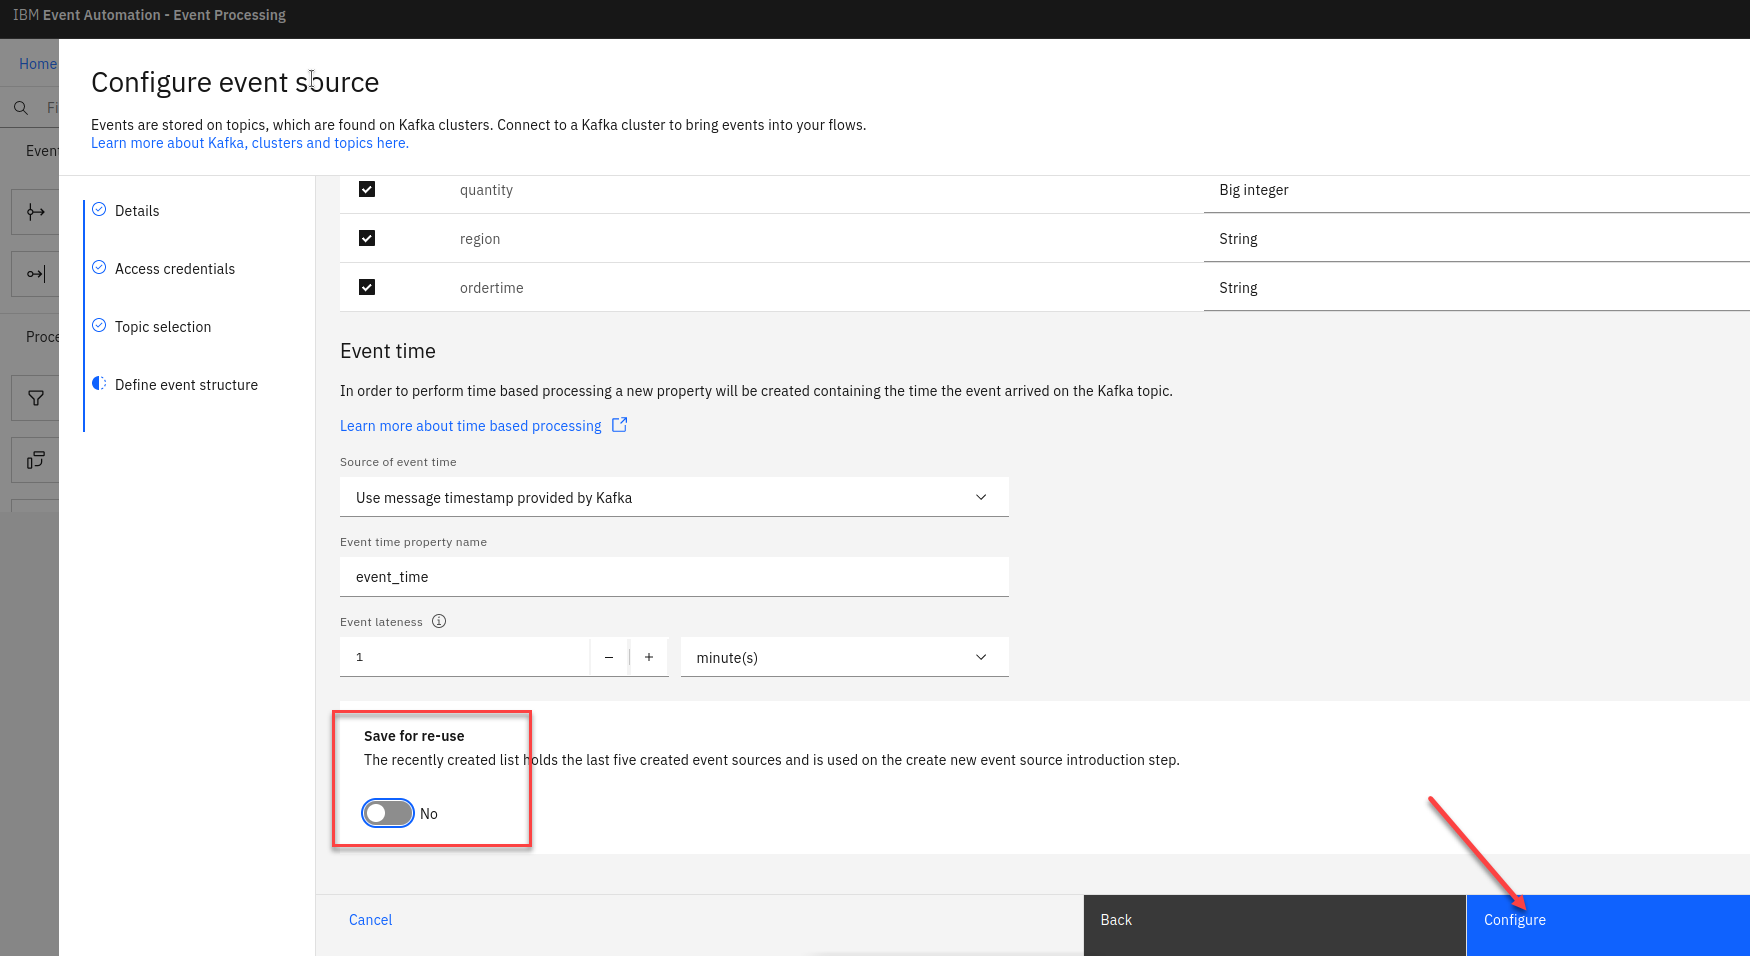 IBM Event Automation - Event Processing
Home
Configure event source
Fi
Events are stored on topics, which are found on Kafka clusters. Connect to a Kafka cluster to bring events into your flows.
Learn more about Kafka, clusters and topics here.
Even
Details
Access credentials
Topic selection
Define event structure
Proce
quantity Big integer
region String
ordertime String
Event time
In order to perform time based processing a new property will be created containing the time the event arrived on the Kafka topic.
Learn more about time based processing
Source of event time
Use message timestamp provided by Kafka
Event time property name
event_time
Event lateness
1 minute(s)
Save for re-use
The recently created list holds the last five created event sources and is used on the create new event source introduction step.
No
Cancel Back Configure